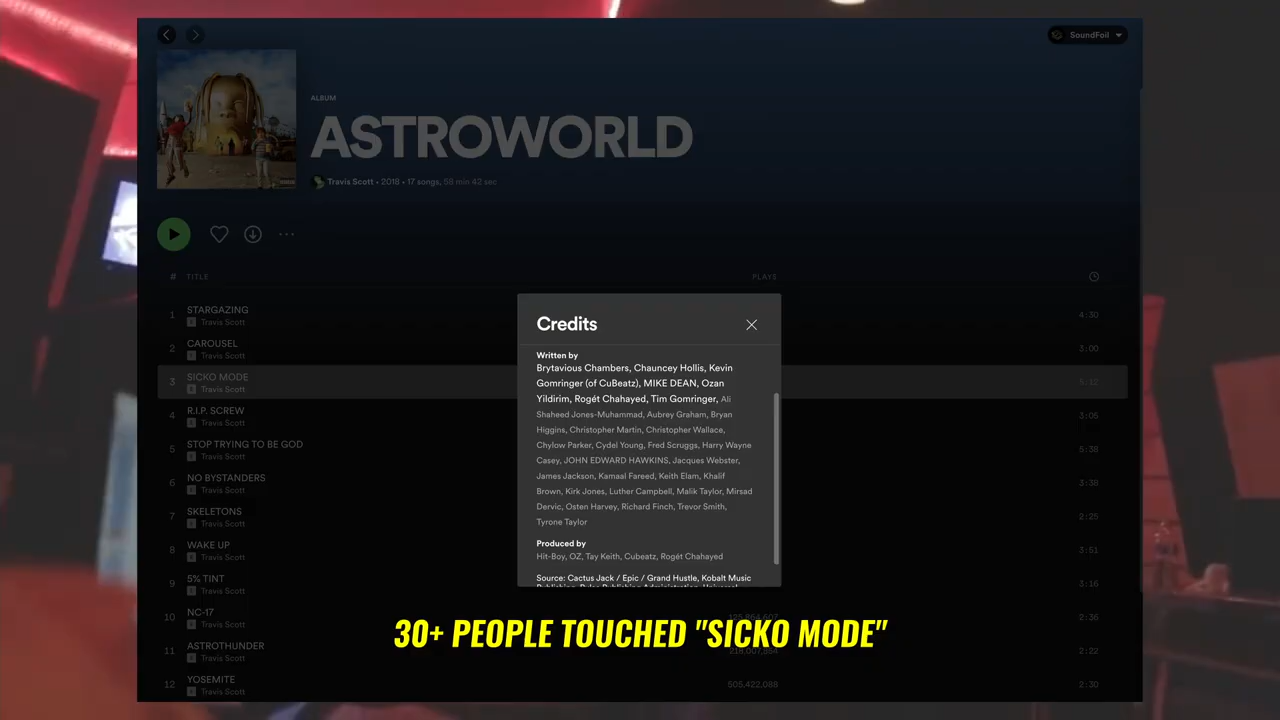 SoundFoil
ALBUM
ASTROWORLD
Travis Scott • 2018 • 17 songs, 58 min 42 sec
# TITLE PLAYS
1 STARGAZING 4:30
E Travis Scott
2 CAROUSEL 3:00
E Travis Scott
3 SICKO MODE 5:12
E Travis Scott
4 R.I.P. SCREW 3:05
E Travis Scott
5 STOP TRYING TO BE GOD 5:38
E Travis Scott
6 NO BYSTANDERS 3:38
E Travis Scott
7 SKELETONS 2:25
E Travis Scott
8 WAKE UP 3:51
E Travis Scott
9 5% TINT 3:16
E Travis Scott
10 NC-17 2:35
E Travis Scott
11 ASTROTHUNDER 2:22
E Travis Scott
12 YOSEMITE 505,422,088 2:30
E Travis Scott
Credits
Written by
Brytavious Chambers, Chauncey Hollis, Kevin
Gomringer (of CuBeatz), MIKE DEAN, Ozan
Yildirim, Rogét Chahayed, Tim Gomringer, Ali
Shaheed Jones-Muhammad, Aubrey Graham, Bryan
Higgins, Christopher Martin, Christopher Wallace,
Chylow Parker, Cydel Young, Fred Scruggs, Harry Wayne
Casey, JOHN EDWARD HAWKINS, Jacques Webster,
James Jackson, Kamaal Fareed, Keith Elam, Khalif
Brown, Kirk Jones, Luther Campbell, Malik Taylor, Mirsad
Dervic, Osten Harvey, Richard Finch, Trevor Smith,
Tyrone Taylor
Produced by
Hit-Boy, OZ, Tay Keith, Cubeatz, Rogét Chahayed
Source: Cactus Jack / Epic / Grand Hustle, Kobalt Music
30+ PEOPLE TOUCHED "SICKO MODE"